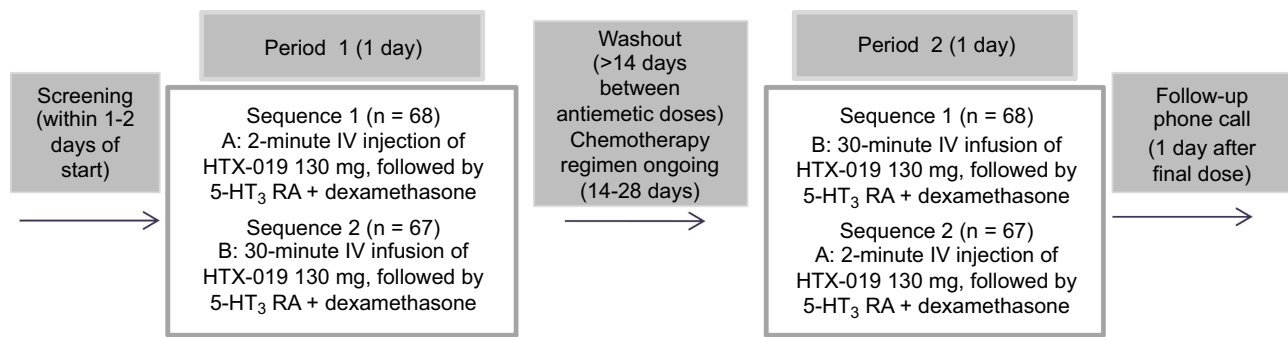 Screening
(within 1-2
days of
start)
Period 1 (1 day)
Sequence 1 (n = 68)
A: 2-minute IV injection of
HTX-019 130 mg, followed by
5-HT₃ RA + dexamethasone
Sequence 2 (n = 67)
B: 30-minute IV infusion of
HTX-019 130 mg, followed by
5-HT₃ RA + dexamethasone
Washout
(>14 days
between
antiemetic doses)
Chemotherapy
regimen ongoing
(14-28 days)
Period 2 (1 day)
Sequence 1 (n = 68)
B: 30-minute IV infusion of
HTX-019 130 mg, followed by
5-HT₃ RA + dexamethasone
Sequence 2 (n = 67)
A: 2-minute IV injection of
HTX-019 130 mg, followed by
5-HT₃ RA + dexamethasone
Follow-up
phone call
(1 day after
final dose)